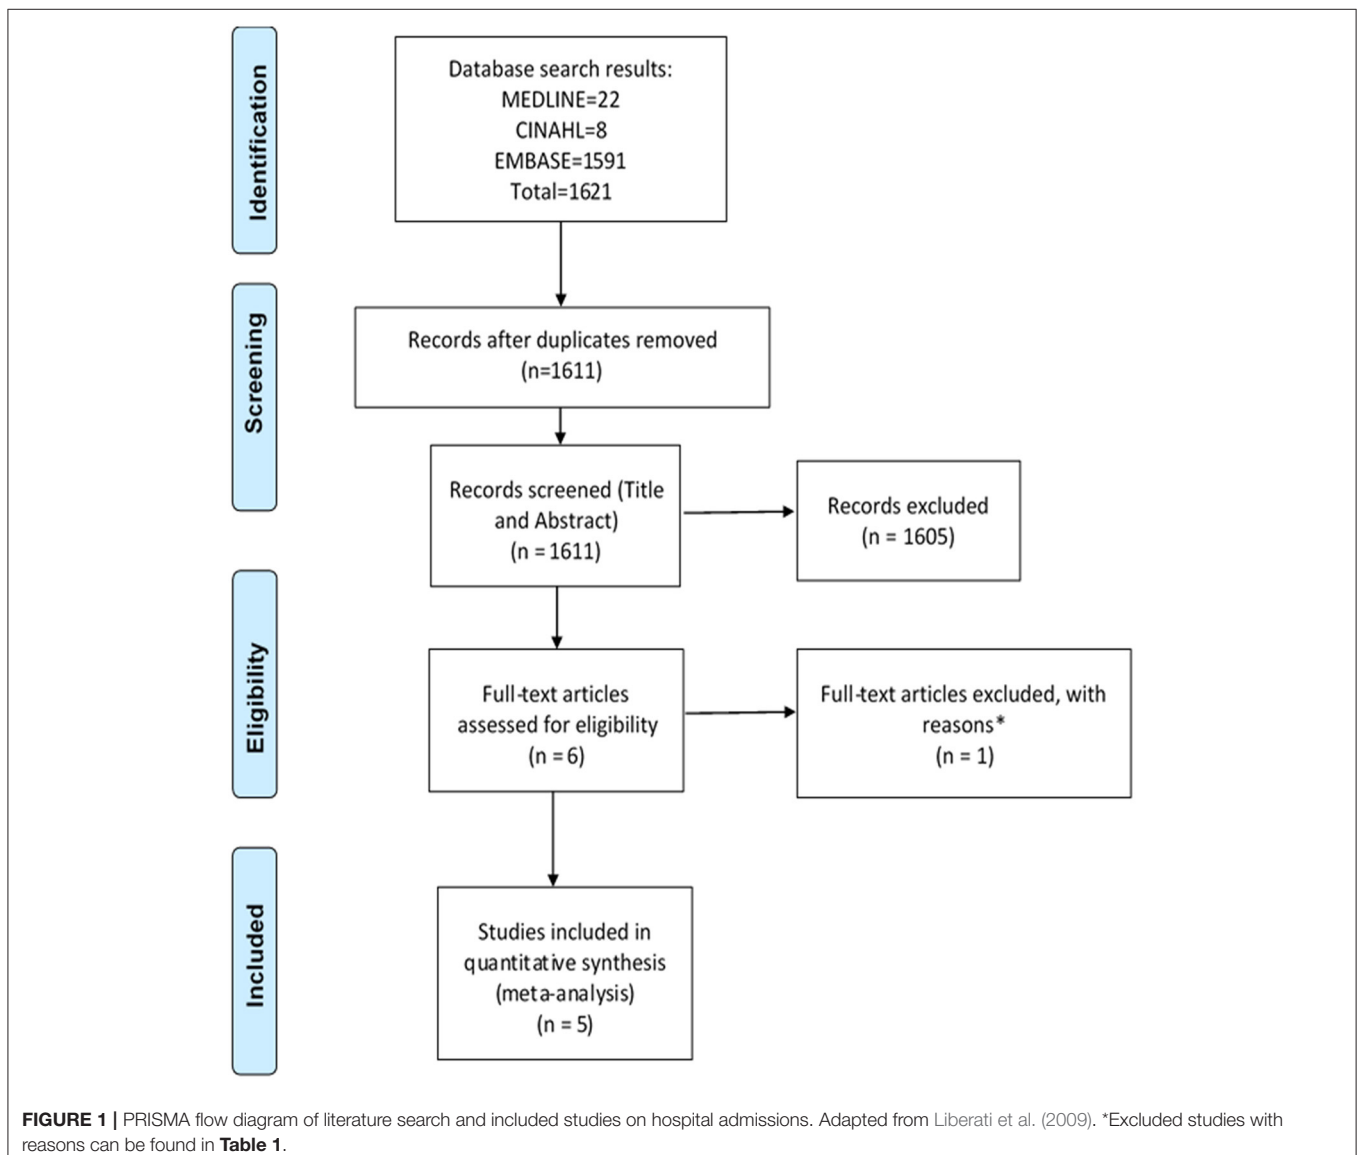 Identification
Database search results:
MEDLINE=22
CINAHL=8
EMBASE=1591
Total=1621
Screening
Records after duplicates removed
(n=1611)
Records screened (Title
and Abstract)
(n = 1611)
Records excluded
(n = 1605)
Eligibility
Full-text articles
assessed for eligibility
(n = 6)
Full-text articles excluded, with
reasons*
(n = 1)
Included
Studies included in
quantitative synthesis
(meta-analysis)
(n = 5)
FIGURE 1 | PRISMA flow diagram of literature search and included studies on hospital admissions. Adapted from Liberati et al. (2009). *Excluded studies with
reasons can be found in Table 1.